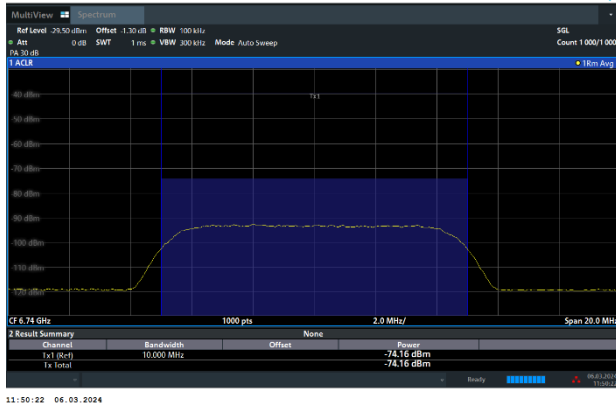 MultiView Spectrum
Ref Level -29.50 dBm Offset -1.30 dB RBW 100 kHz SGL
Att 0 dB SWT 1 ms VBW 300 kHz Mode Auto Sweep Count 1000/1000
PA 30 dB
1 ACLR 1Rm Avg
-40 dBm
Tx1
-50 dBm
-60 dBm
-70 dBm
-80 dBm
-90 dBm
-100 dBm
-110 dBm
-120 dBm
CF 6.74 GHz 1000 pts 2.0 MHz/ Span 20.0 MHz
2 Result Summary None
Channel Bandwidth Offset Power
Tx1 (Ref) 10.000 MHz -74.16 dBm
Tx Total -74.16 dBm
Ready 06.03.2024
11:50:22
11:50:22 06.03.2024